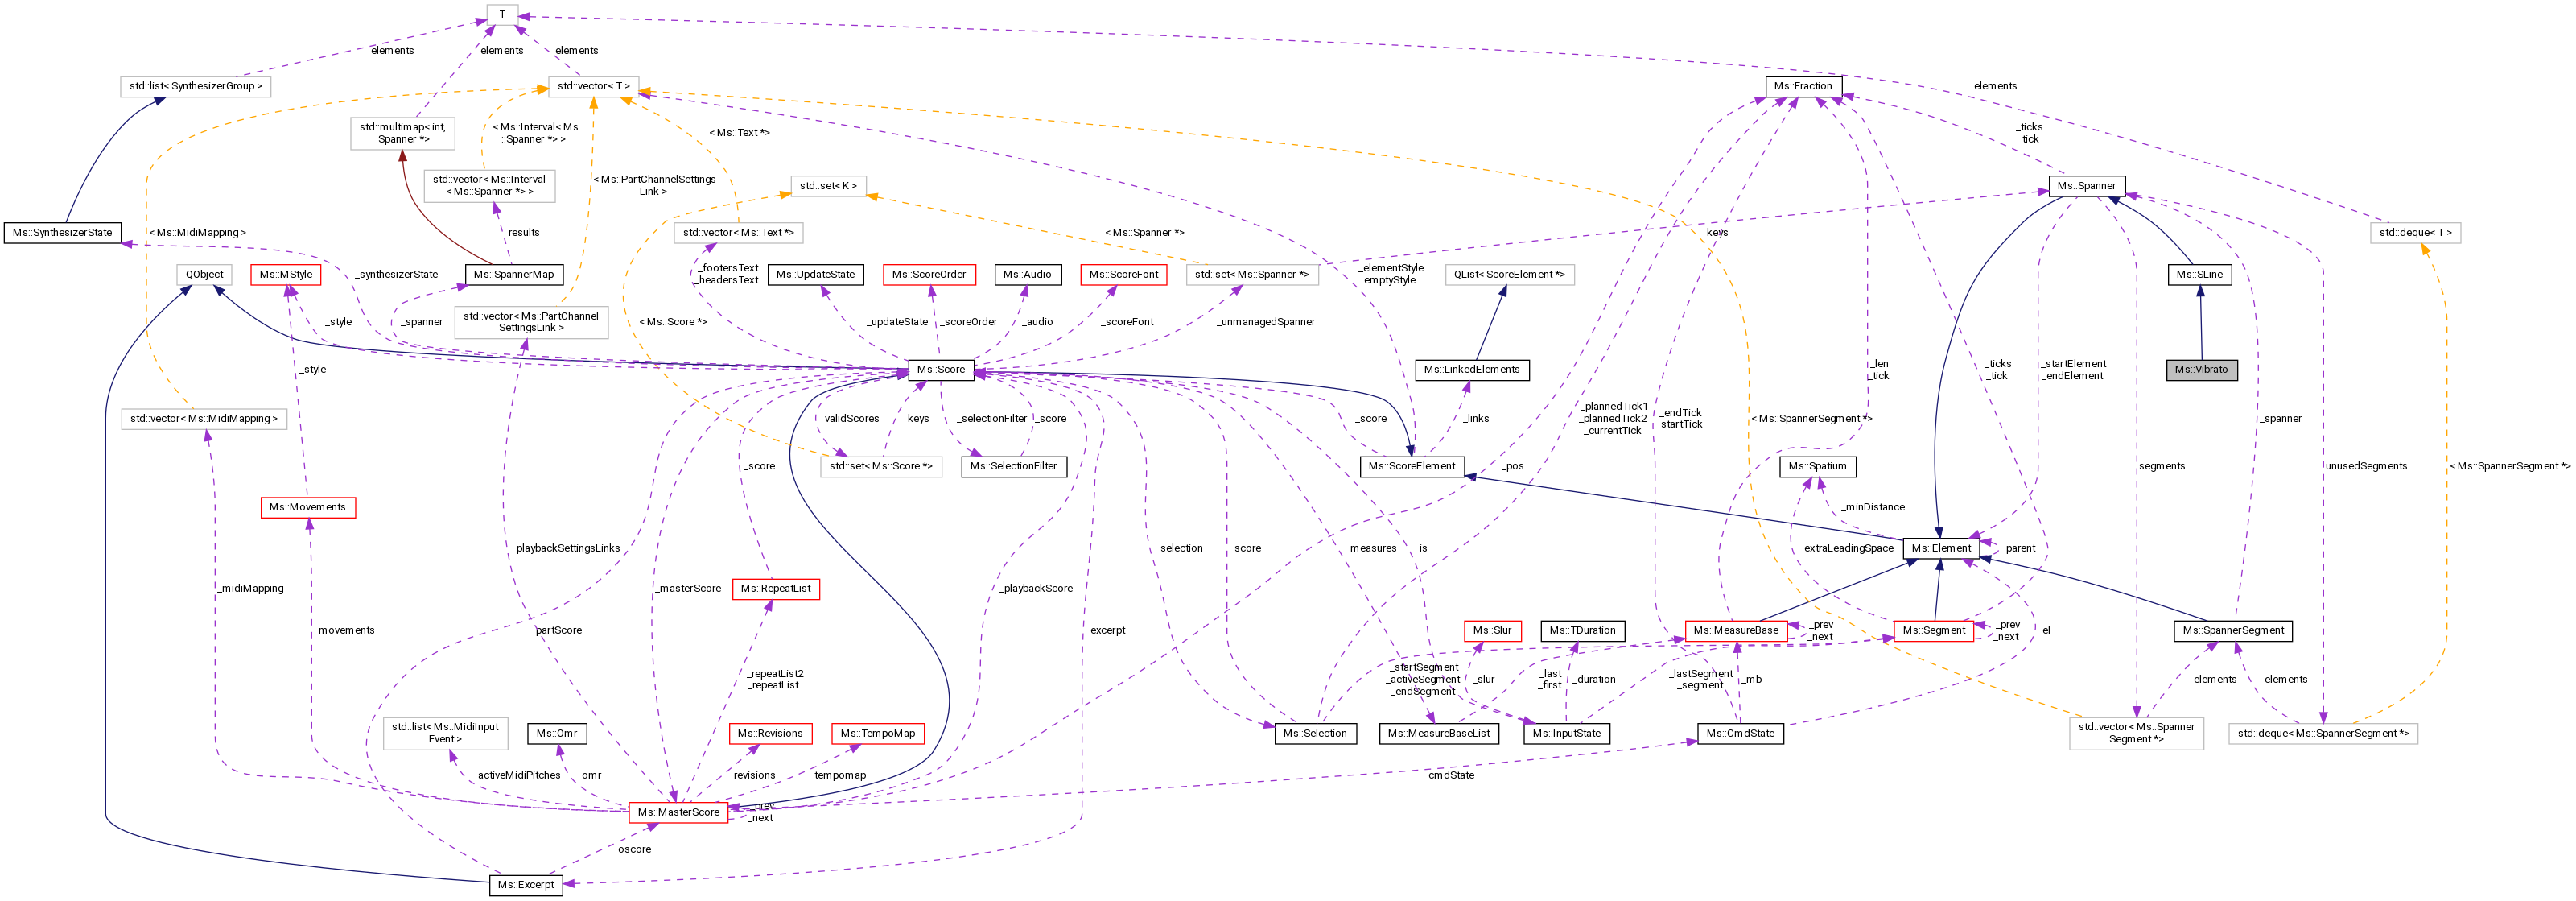 T
elements
elements
elements
std::list< SynthesizerGroup >
std::vector< T >
Ms::Fraction
elements
std::multimap< int,
Spanner *>
< Ms::Interval< Ms
::Spanner *> >
< Ms::Text *>
_ticks
_tick
std::vector< Ms::Interval
< Ms::Spanner *> >
< Ms::PartChannelSettings
Link >
std::set< K >
Ms::Spanner
Ms::SynthesizerState
< Ms::MidiMapping >
results
std::vector< Ms::Text *>
< Ms::Spanner *>
keys
std::deque< T >
QObject
Ms::MStyle
_synthesizerState
Ms::SpannerMap
_footersText
_headersText
Ms::UpdateState
Ms::ScoreOrder
Ms::Audio
Ms::ScoreFont
std::set< Ms::Spanner *>
_elementStyle
emptyStyle
QList< ScoreElement *>
Ms::SLine
_style
_spanner
std::vector< Ms::PartChannel
SettingsLink >
< Ms::Score *>
_updateState
_scoreOrder
_audio
_scoreFont
_unmanagedSpanner
_style
Ms::Score
Ms::LinkedElements
_len
_tick
_ticks
_tick
_startElement
_endElement
Ms::Vibrato
std::vector< Ms::MidiMapping >
validScores
keys
_selectionFilter
_score
_score
_links
_plannedTick1
_plannedTick2
_currentTick
_endTick
_startTick
< Ms::SpannerSegment *>
_spanner
_score
std::set< Ms::Score *>
Ms::SelectionFilter
Ms::ScoreElement
_pos
Ms::Spatium
segments
unusedSegments
< Ms::SpannerSegment *>
Ms::Movements
_minDistance
_playbackSettingsLinks
_selection
_score
_measures
_is
_extraLeadingSpace
Ms::Element
_parent
_midiMapping
_masterScore
Ms::RepeatList
_playbackScore
_movements
_partScore
_excerpt
Ms::Slur
Ms::TDuration
Ms::MeasureBase
_prev
_next
Ms::Segment
_prev
_next
_el
Ms::SpannerSegment
_repeatList2
_repeatList
_startSegment
_activeSegment
_endSegment
_slur
_last
_first
_duration
_lastSegment
_segment
_mb
elements
elements
std::list< Ms::MidiInput
Event >
Ms::Omr
Ms::Revisions
Ms::TempoMap
Ms::Selection
Ms::MeasureBaseList
Ms::InputState
Ms::CmdState
std::vector< Ms::Spanner
Segment *>
std::deque< Ms::SpannerSegment *>
_activeMidiPitches
_omr
_revisions
_tempomap
_cmdState
Ms::MasterScore
_prev
_next
_oscore
Ms::Excerpt